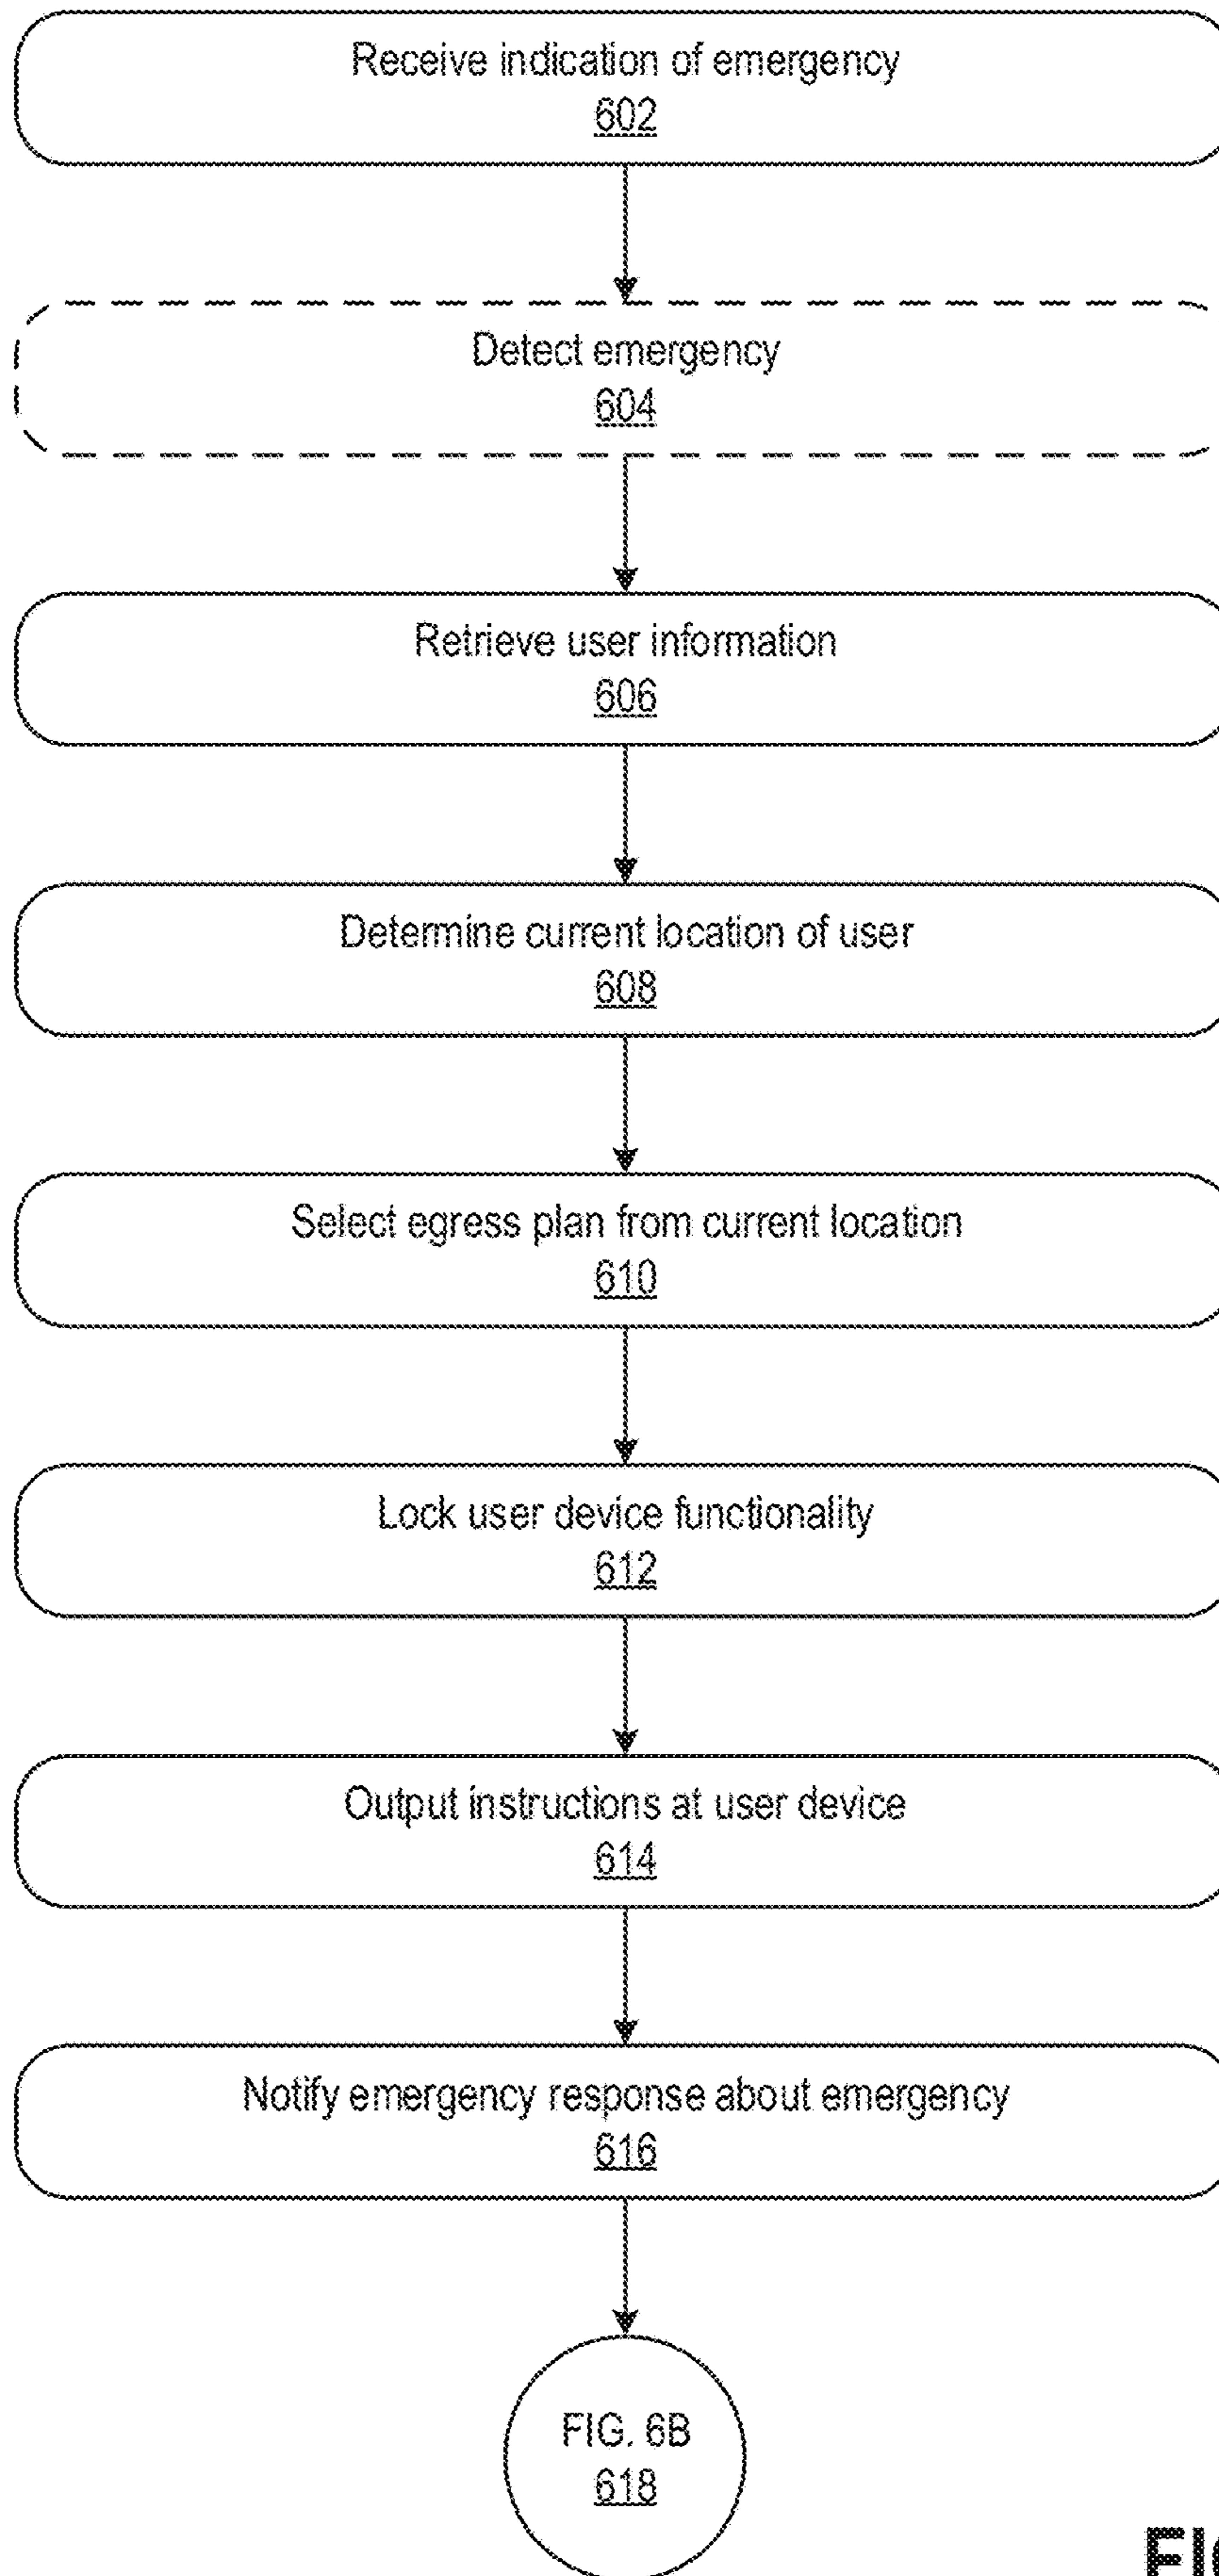 Receive indication of emergency
602
Detect emergency
604
Retrieve user information
606
Determine current location of user
608
Select egress plan from current location
610
Lock user device functionality
612
Output instructions at user device
614
Notify emergency response about emergency
616
FIG. 6B
618